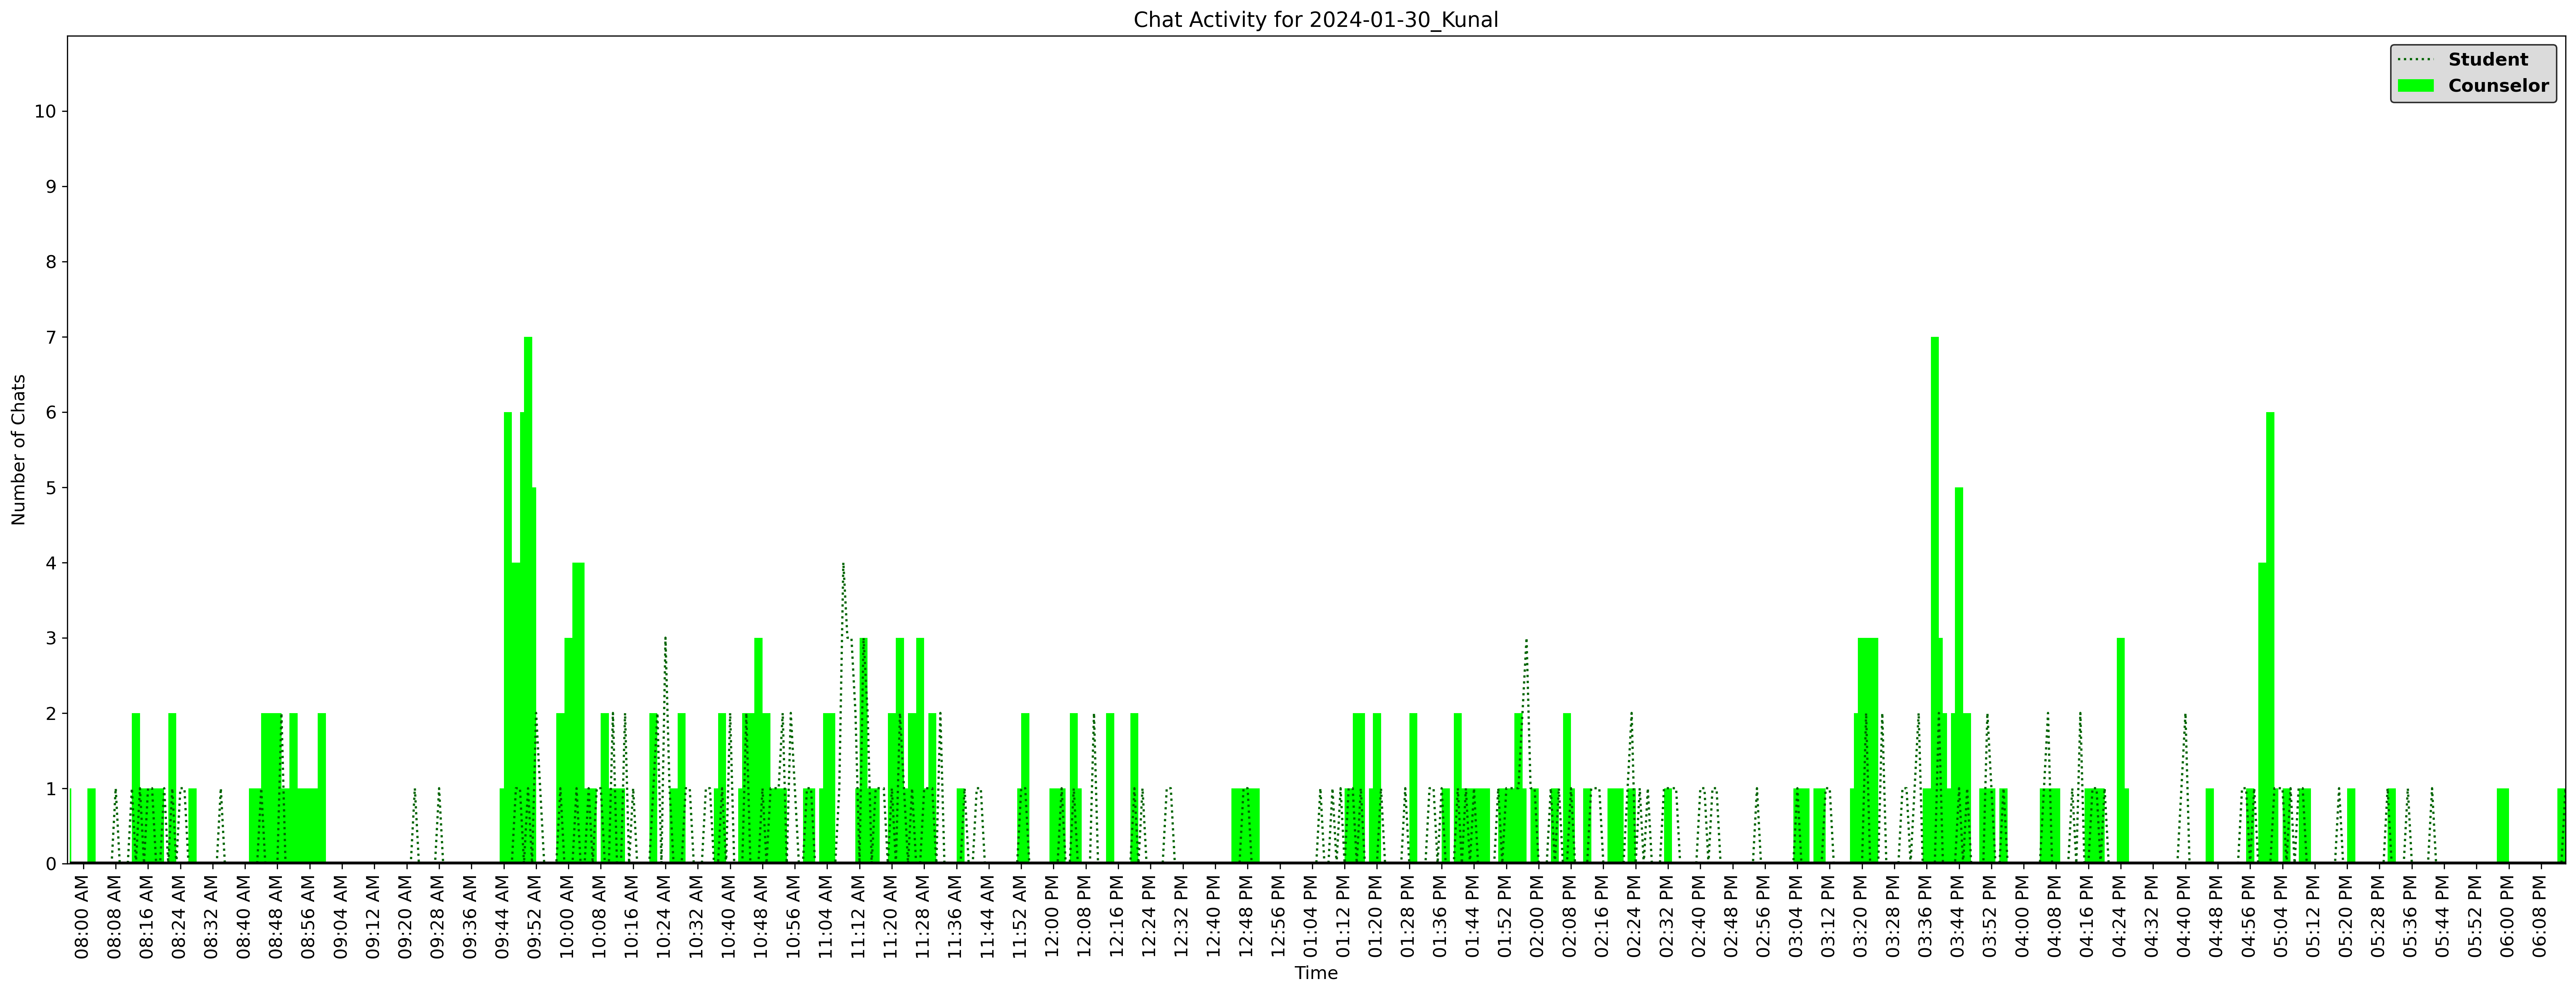 Chat Activity for 2024-01-30_Kunal
Student
Counselor
Number of Chats
10
9
8
7
6
5
4
3
2
1
0
08:00 AM
08:08 AM
08:16 AM
08:24 AM
08:32 AM
08:40 AM
08:48 AM
08:56 AM
09:04 AM
09:12 AM
09:20 AM
09:28 AM
09:36 AM
09:44 AM
09:52 AM
10:00 AM
10:08 AM
10:16 AM
10:24 AM
10:32 AM
10:40 AM
10:48 AM
10:56 AM
11:04 AM
11:12 AM
11:20 AM
11:28 AM
11:36 AM
11:44 AM
11:52 AM
12:00 PM
12:08 PM
12:16 PM
12:24 PM
12:32 PM
12:40 PM
12:48 PM
12:56 PM
01:04 PM
01:12 PM
01:20 PM
01:28 PM
01:36 PM
01:44 PM
01:52 PM
02:00 PM
02:08 PM
02:16 PM
02:24 PM
02:32 PM
02:40 PM
02:48 PM
02:56 PM
03:04 PM
03:12 PM
03:20 PM
03:28 PM
03:36 PM
03:44 PM
03:52 PM
04:00 PM
04:08 PM
04:16 PM
04:24 PM
04:32 PM
04:40 PM
04:48 PM
04:56 PM
05:04 PM
05:12 PM
05:20 PM
05:28 PM
05:36 PM
05:44 PM
05:52 PM
06:00 PM
06:08 PM
Time